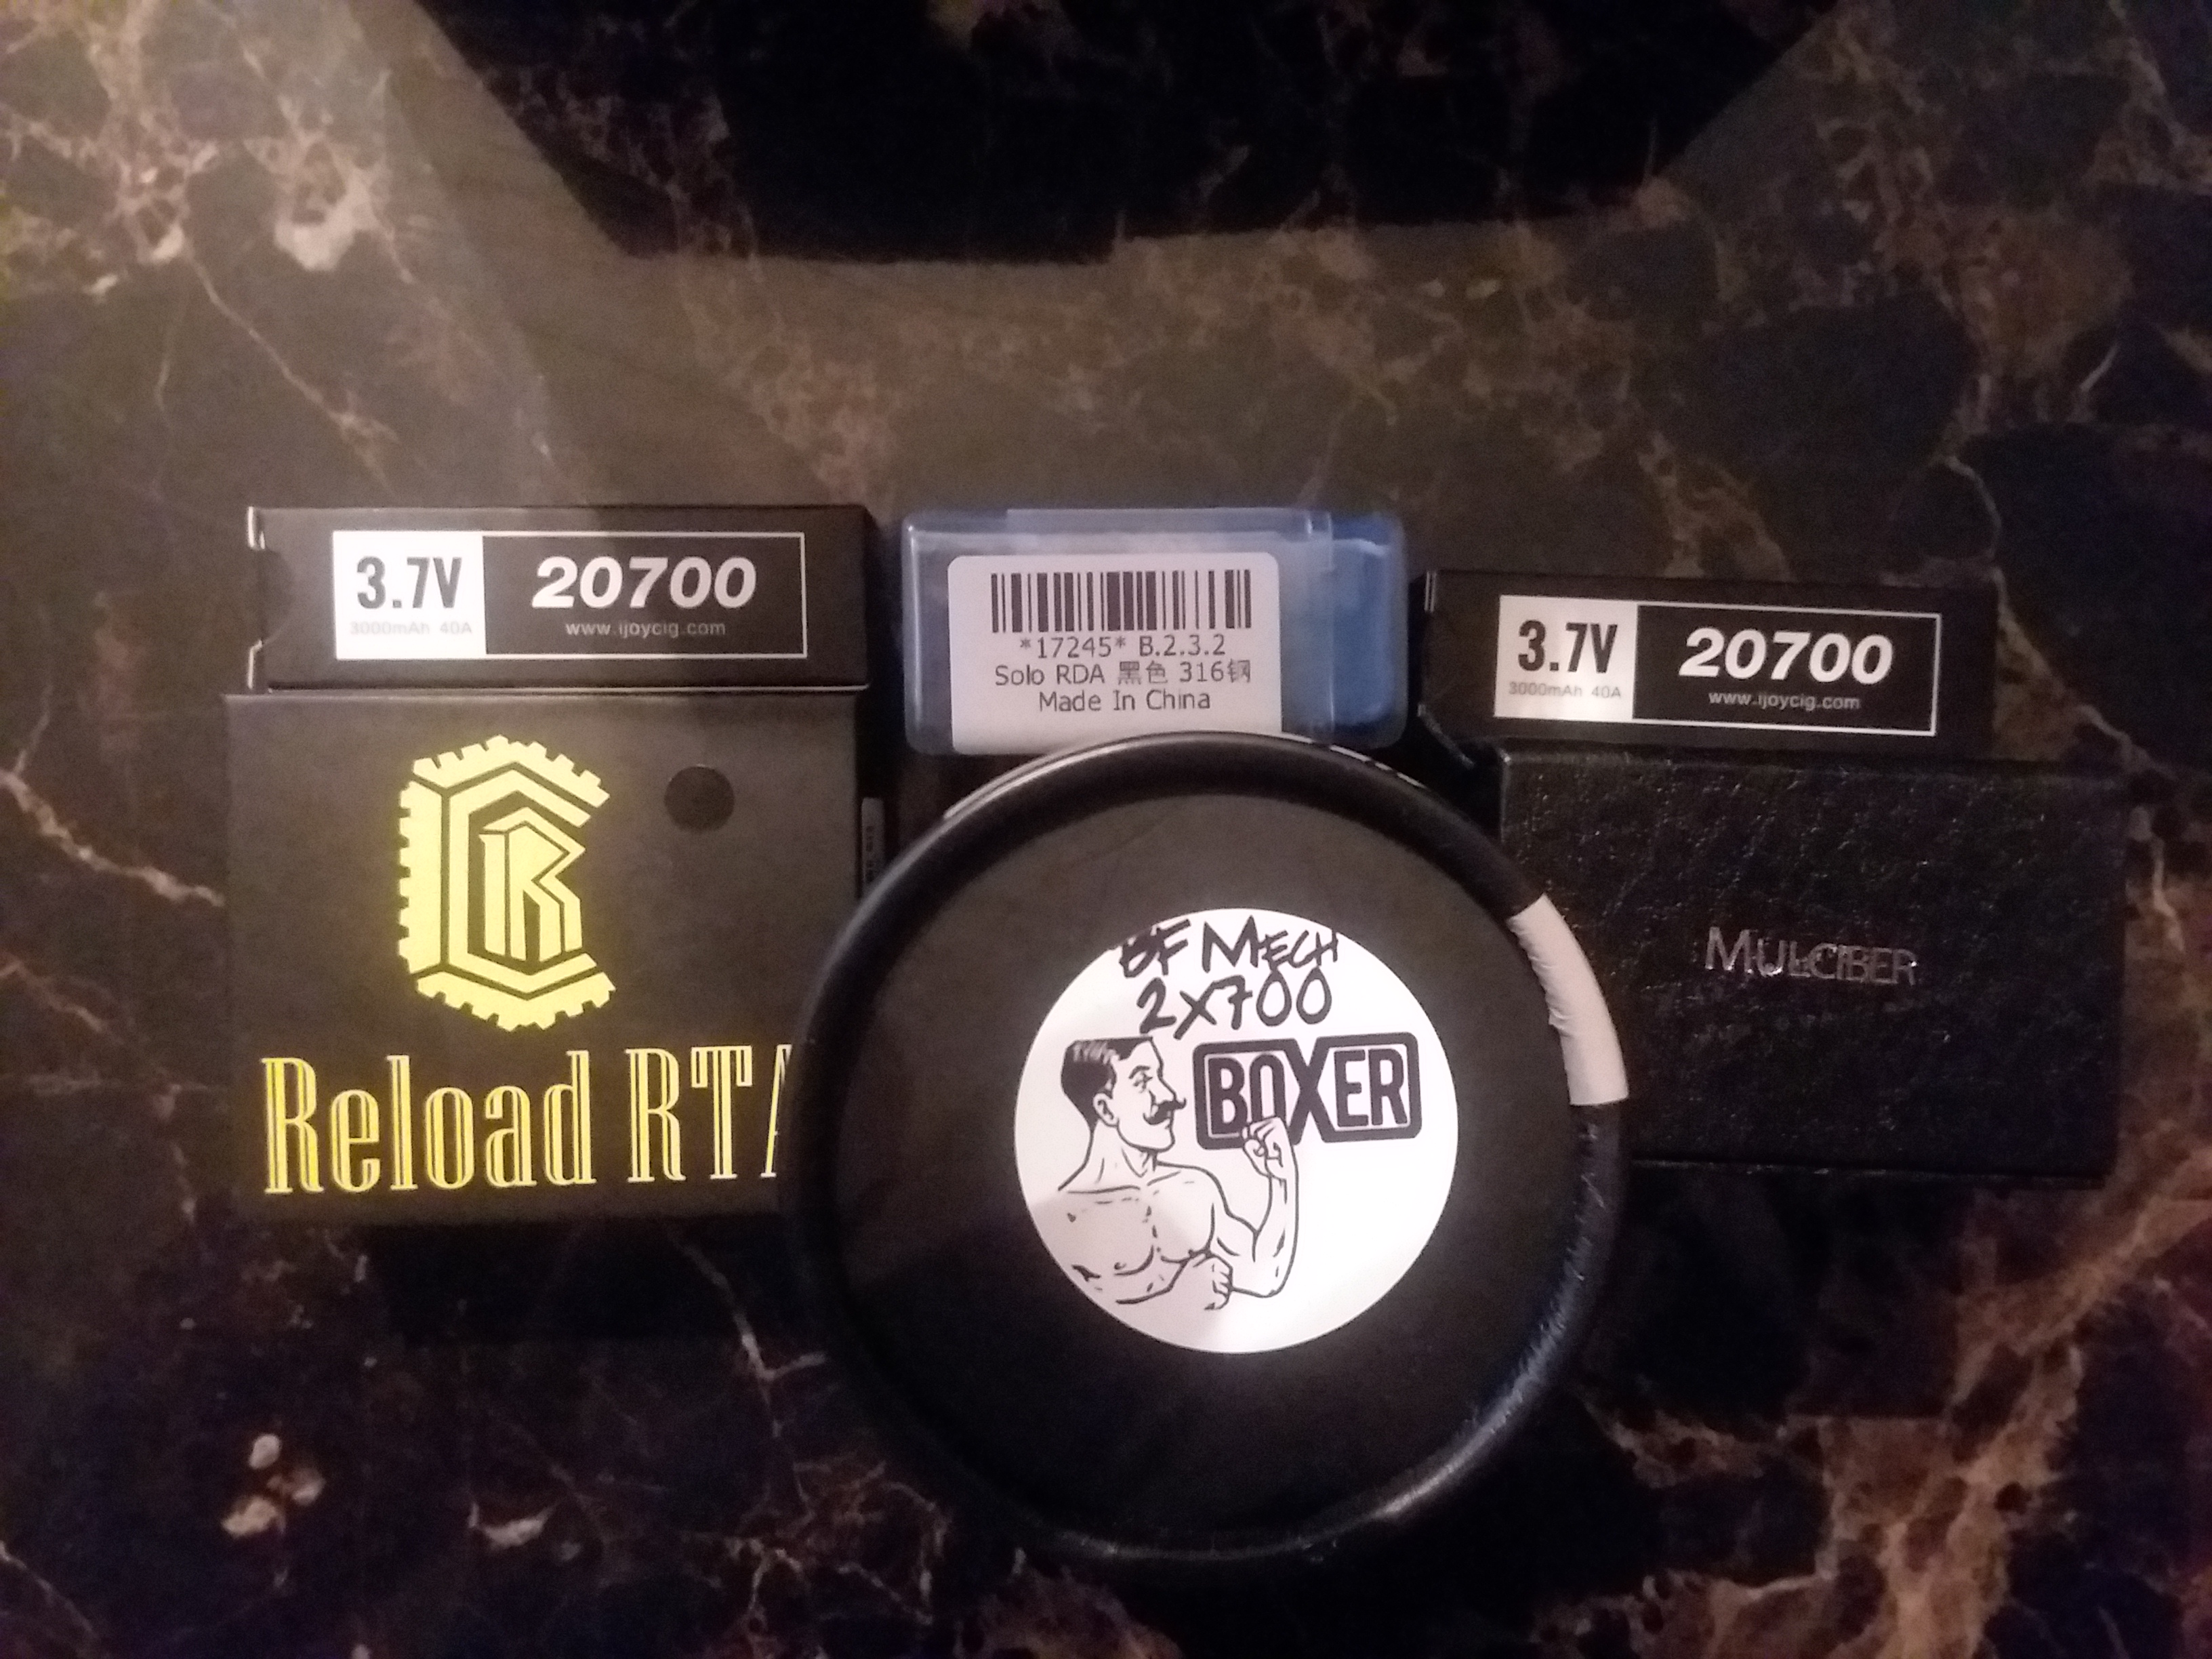 3.7V
3000mAh 40A
20700
www.ijoycig.com
*17245* B.2.3.2
Solo RDA 黑色 316钢
Made In China
3.7V
3000mAh 40A
20700
www.ijoycig.com
R
Reload RTA
BF MECH
2x700
BOXER
MULCIBER